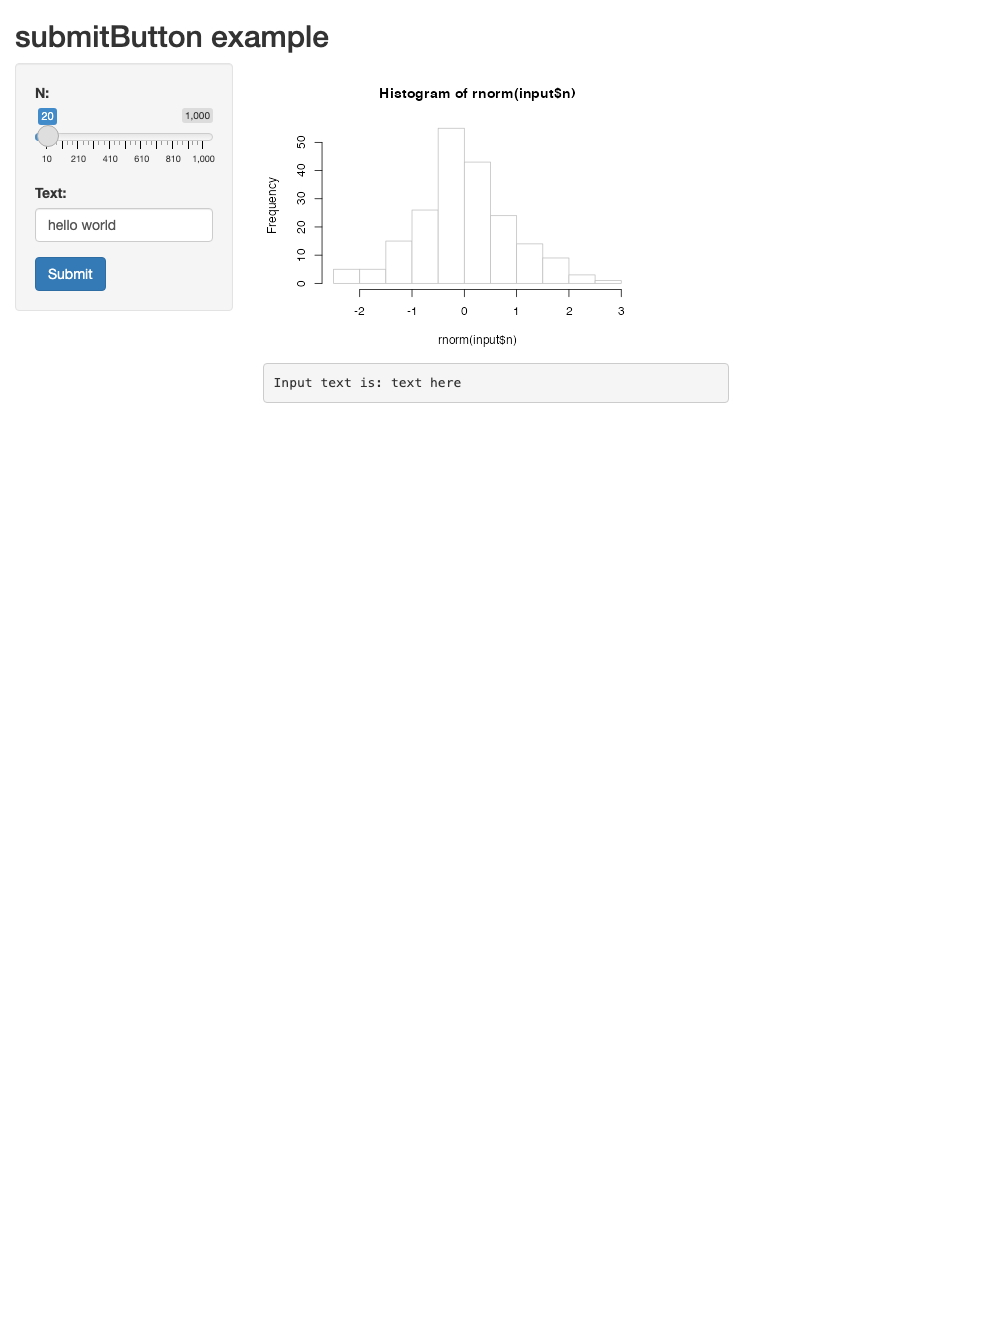 submitButton example
N:
20 1,000
10 210 410 610 810 1,000
Text:
hello world
Submit
Histogram of rnorm(input$n)
Frequency
0 10 20 30 40 50
-2 -1 0 1 2 3
rnorm(input$n)
Input text is: text here